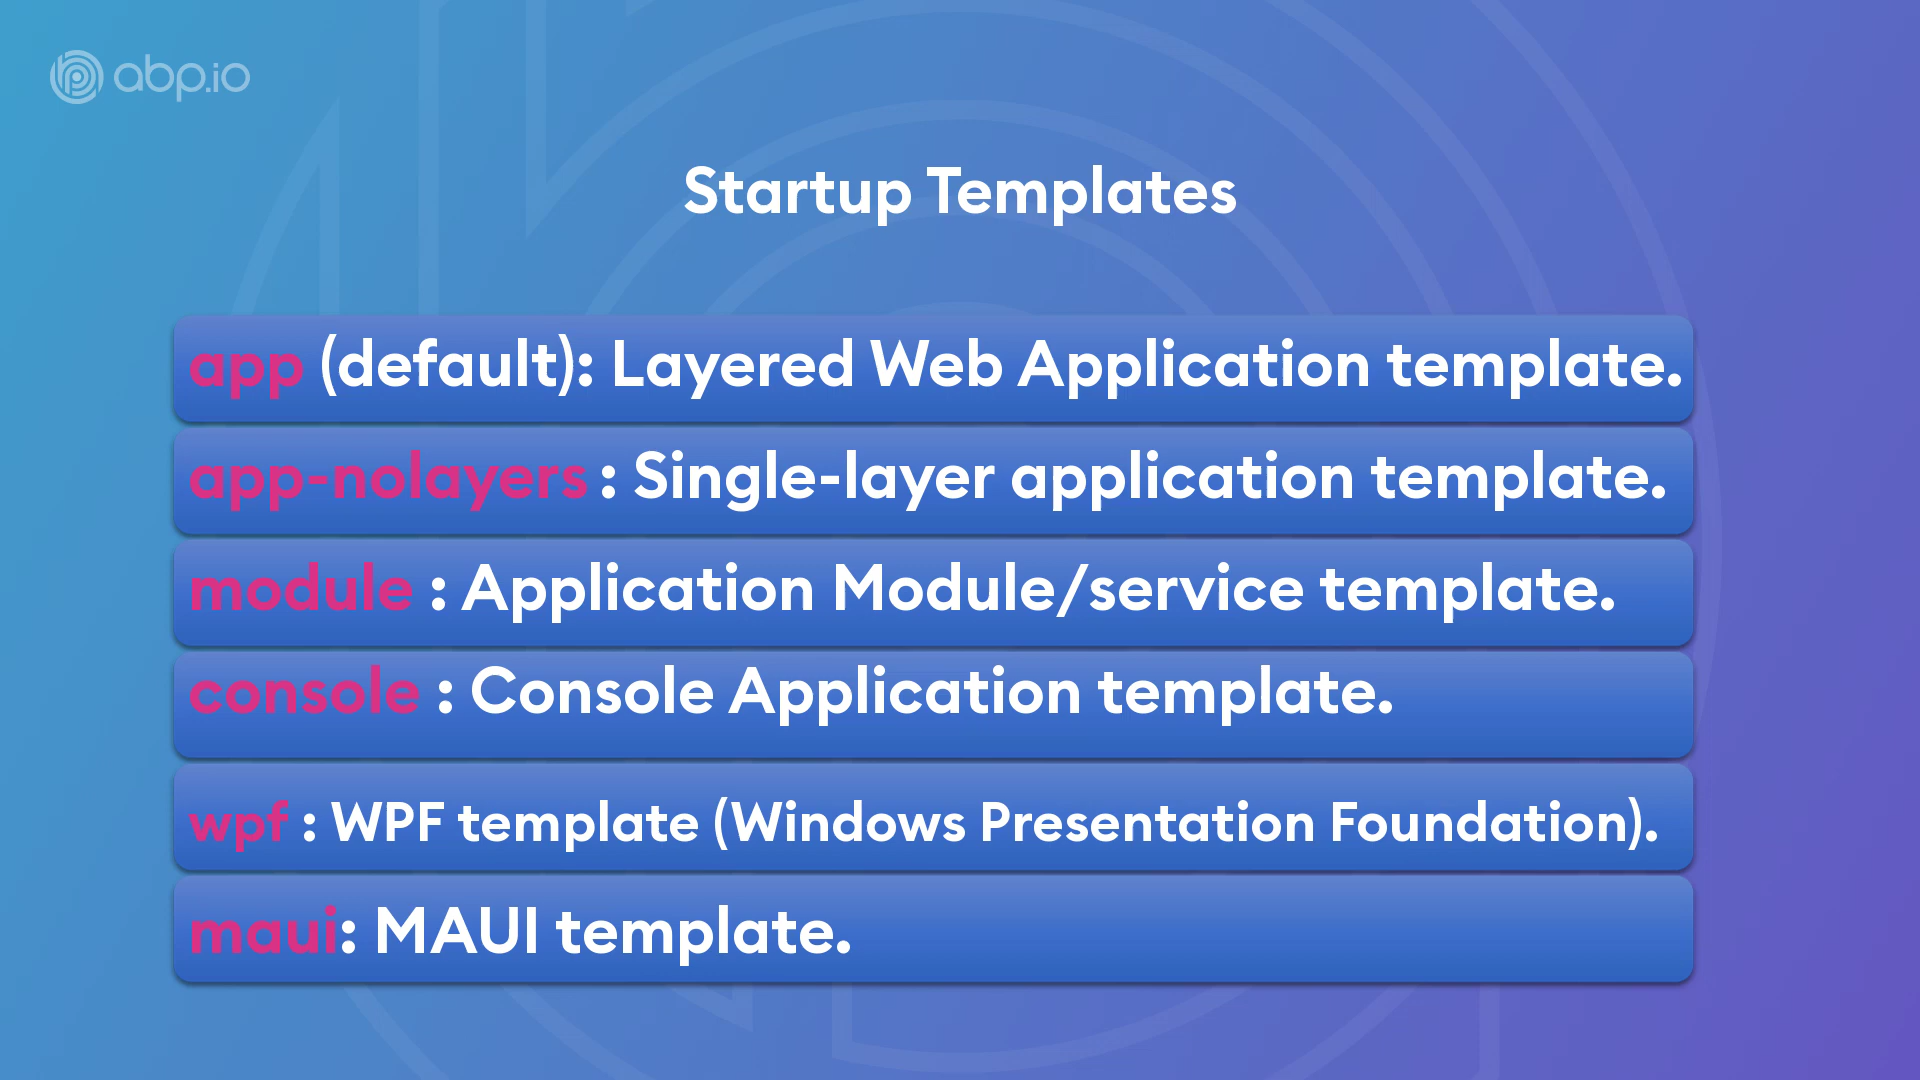 abp.io
Startup Templates
app (default): Layered Web Application template.
app-nolayers : Single-layer application template.
module : Application Module/service template.
console : Console Application template.
wpf : WPF template (Windows Presentation Foundation).
maui: MAUI template.